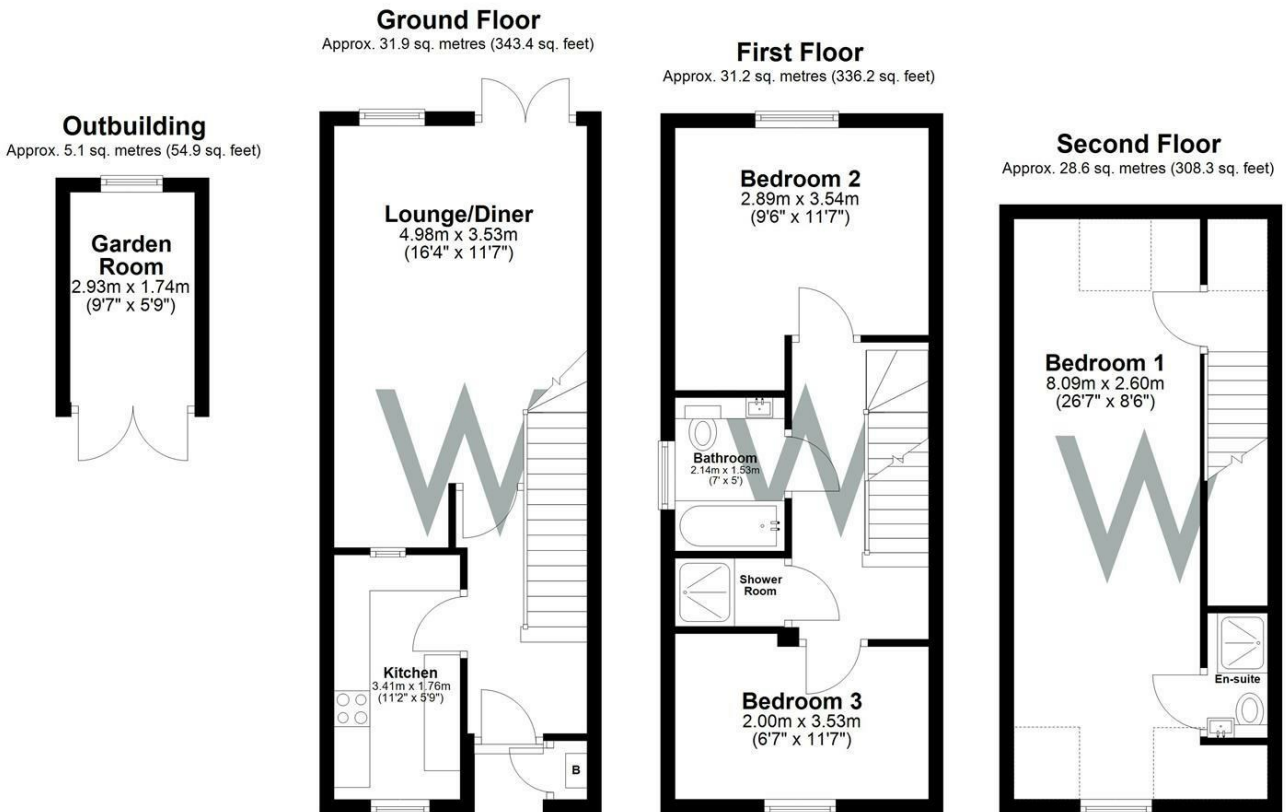 Ground Floor
Approx. 31.9 sq. metres (343.4 sq. feet)
First Floor
Approx. 31.2 sq. metres (336.2 sq. feet)
Outbuilding
Approx. 5.1 sq. metres (54.9 sq. feet)
Second Floor
Approx. 28.6 sq. metres (308.3 sq. feet)
Garden
Room
2.93m x 1.74m
(9'7" x 5'9")
Lounge/Diner
4.98m x 3.53m
(16'4" x 11'7")
Kitchen
3.41m x 1.76m
(11'2" x 5'9")
B
W
Bedroom 2
2.89m x 3.54m
(9'6" x 11'7")
Bathroom
2.14m x 1.53m
(7' x 5')
Shower
Room
Bedroom 3
2.00m x 3.53m
(6'7" x 11'7")
W
Bedroom 1
8.09m x 2.60m
(26'7" x 8'6")
En-suite
W